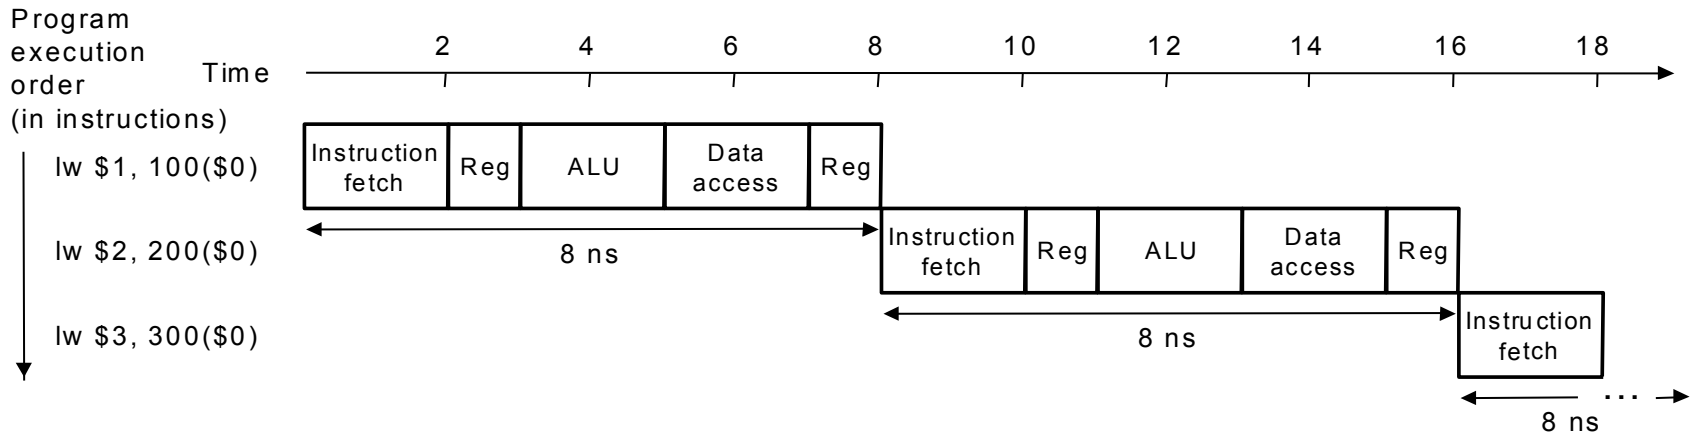 Program
execution
order
(in instructions)
Time
2 4 6 8 10 12 14 16 18
lw $1, 100($0)
Instruction
fetch
Reg
ALU
Data
access
Reg
8 ns
lw $2, 200($0)
Instruction
fetch
Reg
ALU
Data
access
Reg
8 ns
lw $3, 300($0)
Instruction
fetch
...
8 ns